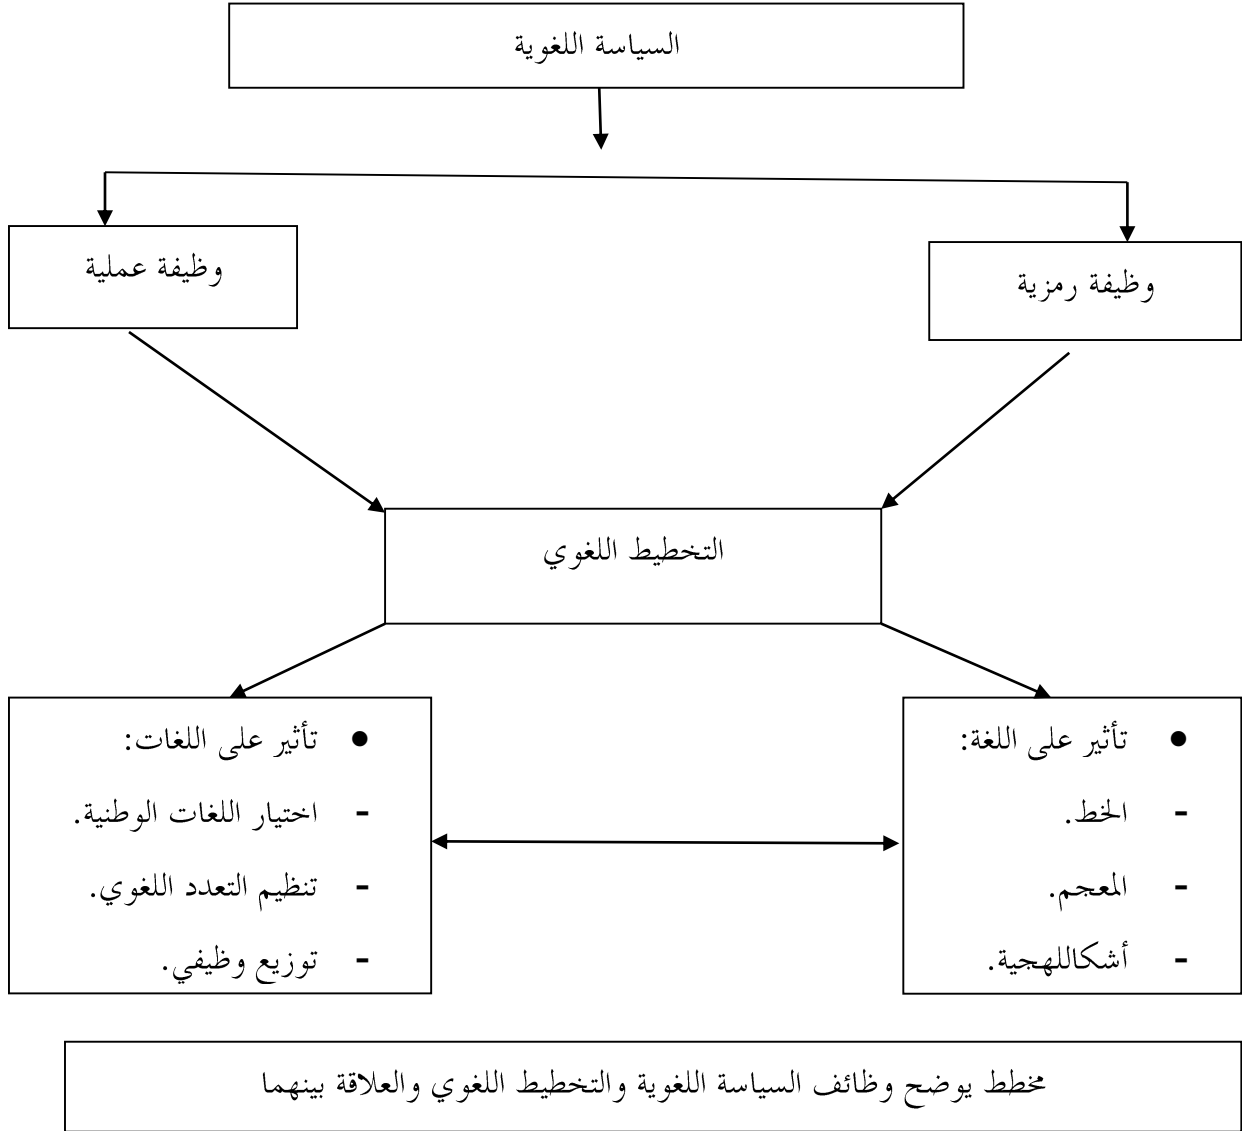 السياسة اللغوية
وظيفة رمزية
وظيفة عملية
التخطيط اللغوي
• تأثير على اللغة:
- الخط.
- المعجم.
- أشكاللهجية.
• تأثير على اللغات:
- اختيار اللغات الوطنية.
- تنظيم التعدد اللغوي.
- توزيع وظيفي.
مخطط يوضح وظائف السياسة اللغوية والتخطيط اللغوي والعلاقة بينهما